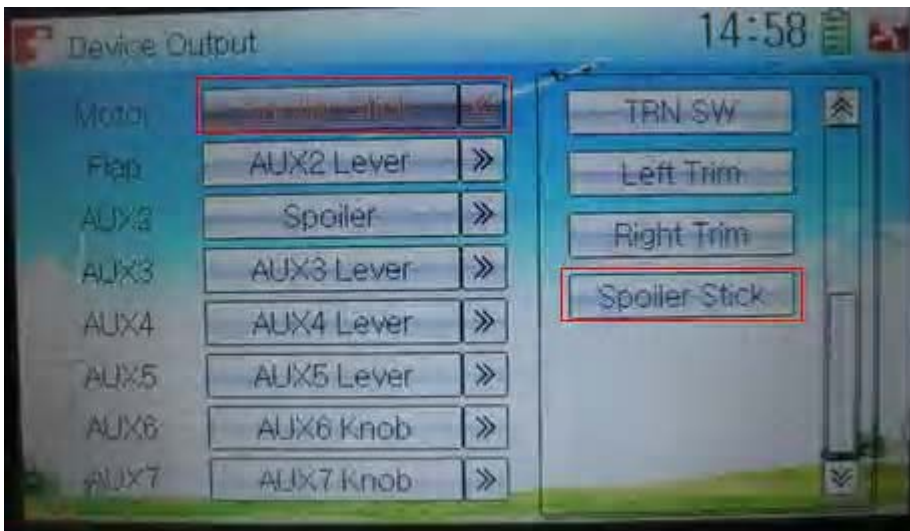 Device Output
14:58
Motor
Flap
AUX2 Lever
AUX2
Spoiler
AUX3
AUX3 Lever
AUX4
AUX4 Lever
AUX5
AUX5 Lever
AUX6
AUX6 Knob
AUX7
AUX7 Knob
TRN SW
Left Trim
Right Trim
Spoiler Stick